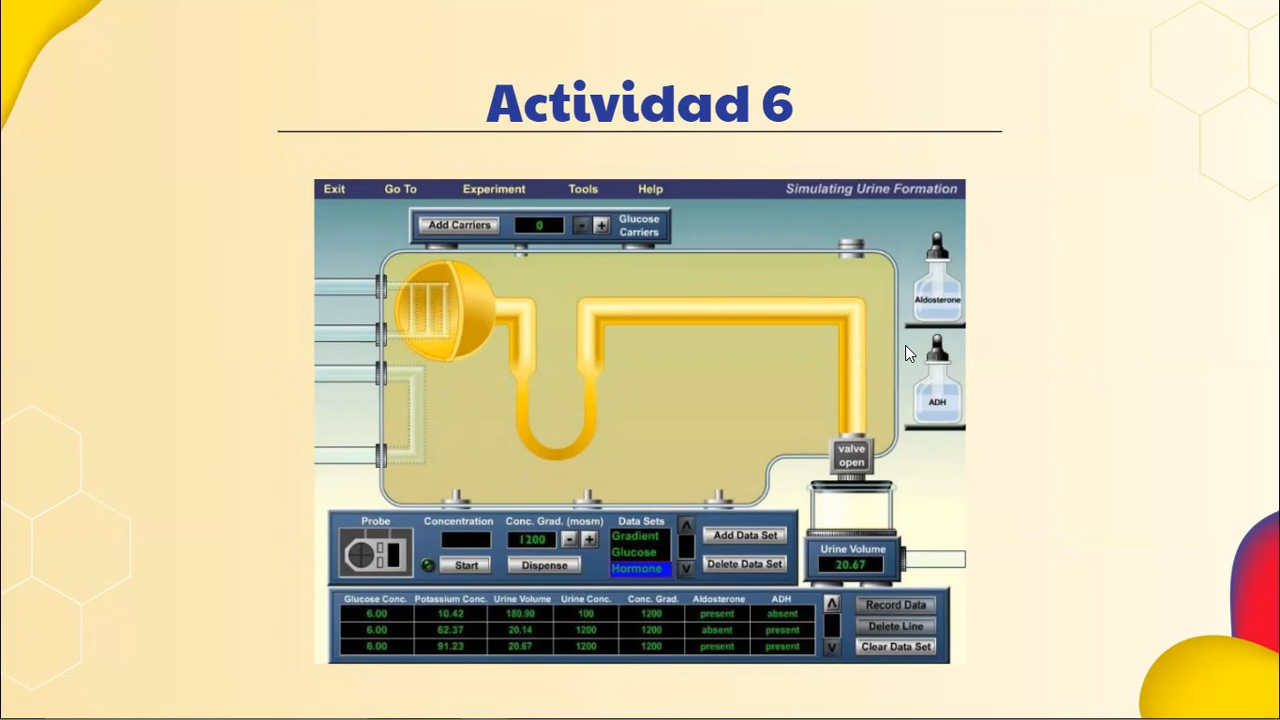 Actividad 6
Exit Go To Experiment Tools Help Simulating Urine Formation
Add Carriers 0 - + Glucose Carriers
Aldosterone
ADH
valve open
Probe Concentration Conc. Grad. (mosm) Data Sets
1200 - +
Start Dispense
Gradient
Glucose
Hormone
Add Data Set
Delete Data Set
Urine Volume
20.67
Glucose Conc. Potassium Conc. Urine Volume Urine Conc. Conc. Grad. Aldosterone ADH
6.00 10.42 180.90 100 1200 present absent
6.00 62.37 20.14 1200 1200 absent present
6.00 91.23 20.67 1200 1200 present present
Record Data
Delete Line
Clear Data Set